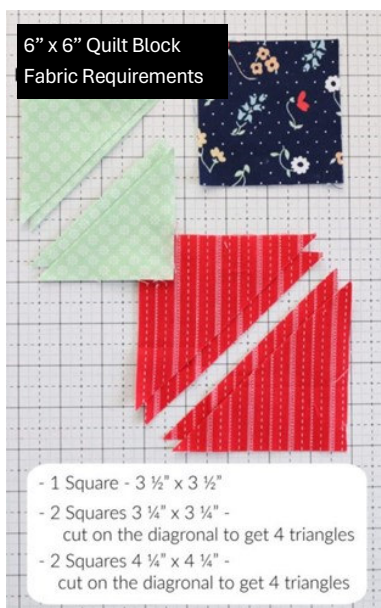 6” x 6” Quilt Block
Fabric Requirements
- 1 Square - 3 ½” x 3 ½”
- 2 Squares 3 ¼” x 3 ¼” -
cut on the diagronal to get 4 triangles
- 2 Squares 4 ¼” x 4 ¼” -
cut on the diagronal to get 4 triangles